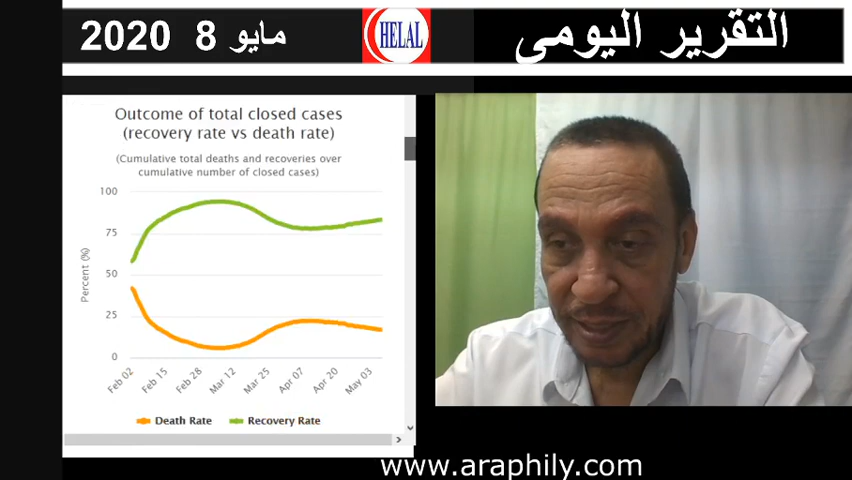 التقرير اليومى
HELAL
مايو 8 2020
Outcome of total closed cases
(recovery rate vs death rate)
(Cumulative total deaths and recoveries over
cumulative number of closed cases)
Percent (%)
100
75
50
25
0
Feb 02
Feb 15
Feb 28
Mar 12
Mar 25
Apr 07
Apr 20
May 03
Death Rate
Recovery Rate
www.araphily.com